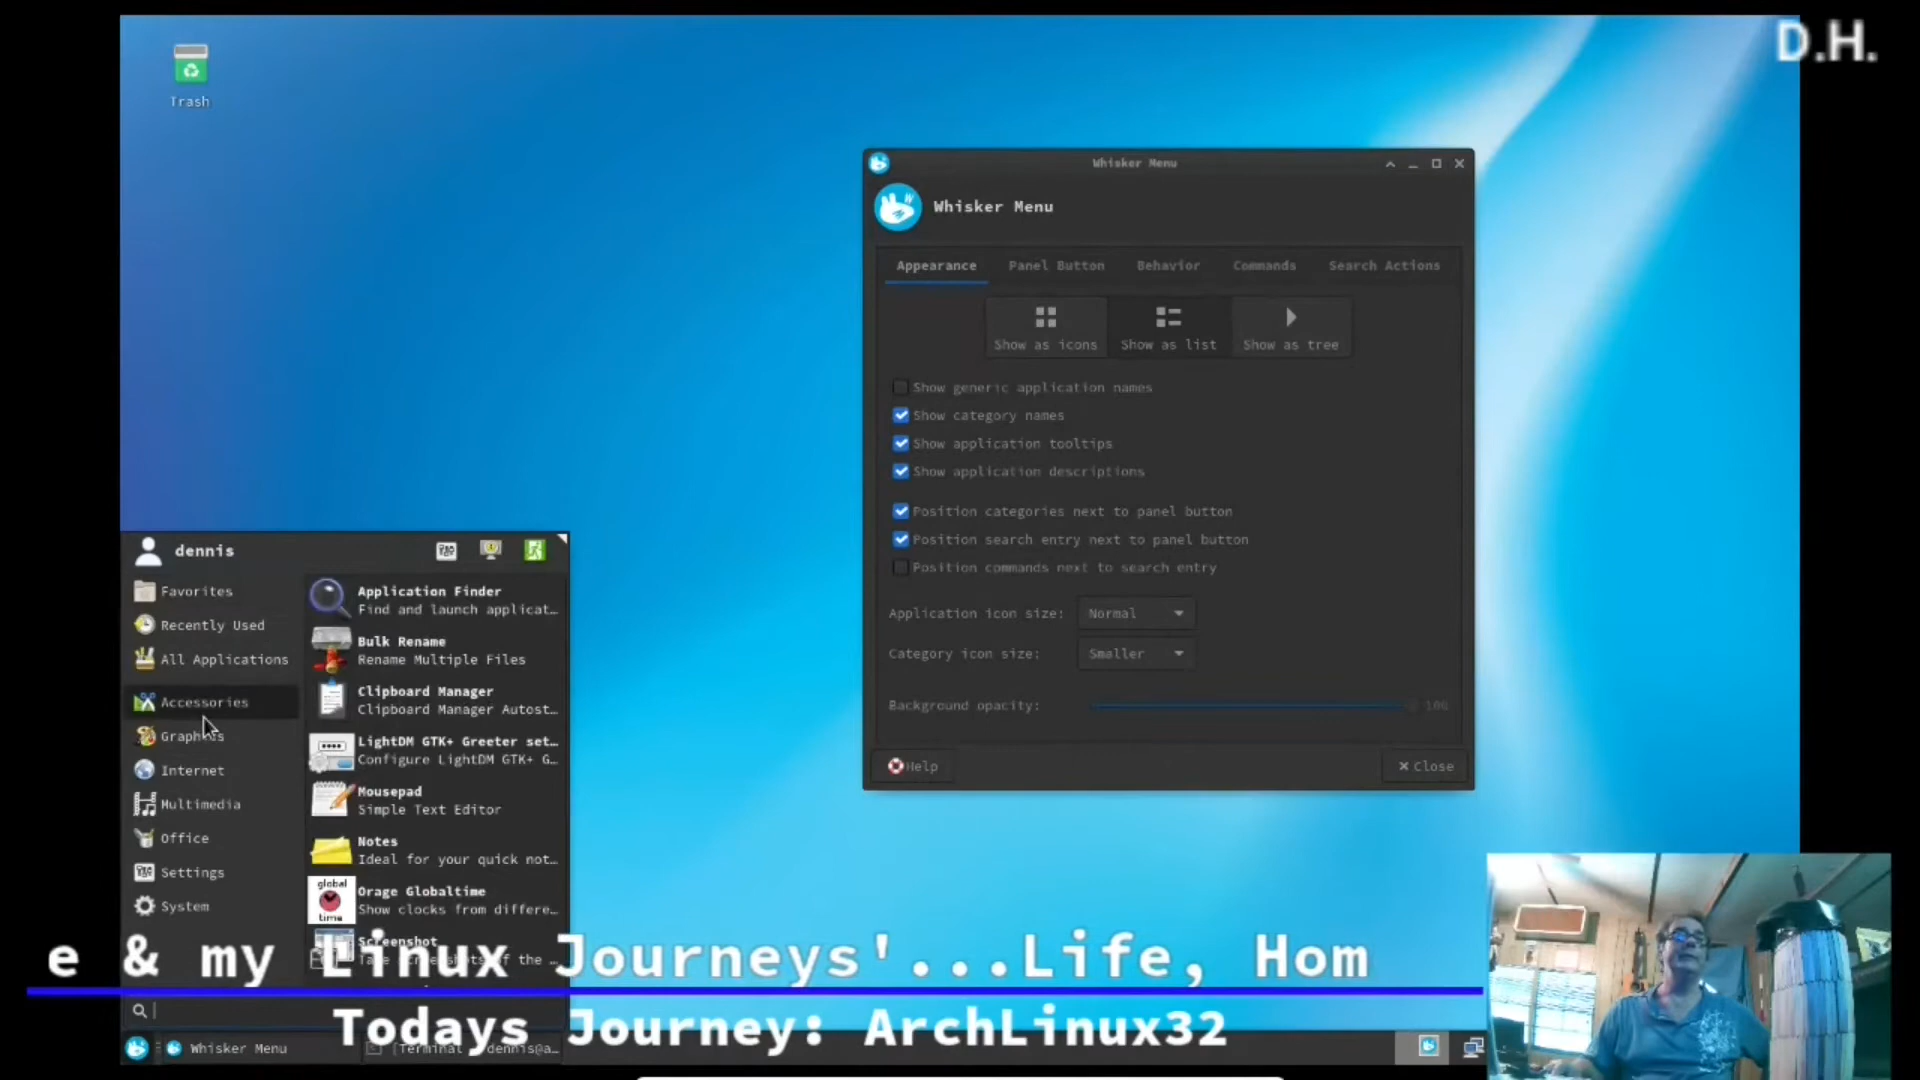 D.H.
Trash
Whisker Menu
Whisker Menu
Appearance
Panel Button
Behavior
Commands
Search Actions
Show as icons
Show as list
Show as tree
Show generic application names
Show category names
Show application tooltips
Show application descriptions
Position categories next to panel button
Position search entry next to panel button
Position commands next to search entry
Application icon size: Normal
Category icon size: Smaller
Background opacity: 100
Help
Close
dennis
Favorites
Recently Used
All Applications
Accessories
Graphics
Internet
Multimedia
Office
Settings
System
Application Finder
Find and launch applicat…
Bulk Rename
Rename Multiple Files
Clipboard Manager
Clipboard Manager Autost…
LightDM GTK+ Greeter set…
Configure LightDM GTK+ G…
Mousepad
Simple Text Editor
Notes
Ideal for your quick not…
global
time
Orage Globaltime
Show clocks from differe…
Screenshot
e & my Linux Journeys'...Life, Hom
Todays Journey: ArchLinux32
Whisker Menu
[Terminal dennis@a…